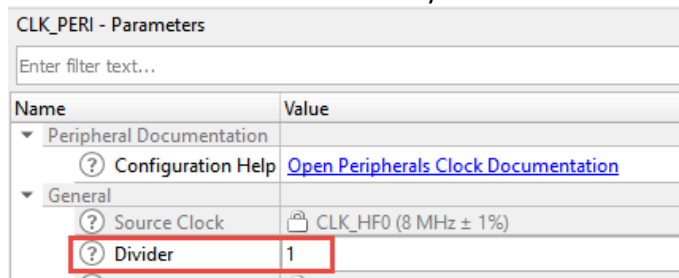 CLK_PERI - Parameters
Enter filter text...
Name Value
Peripheral Documentation
? Configuration Help Open Peripherals Clock Documentation
General
? Source Clock CLK_HF0 (8 MHz ± 1%)
? Divider 1